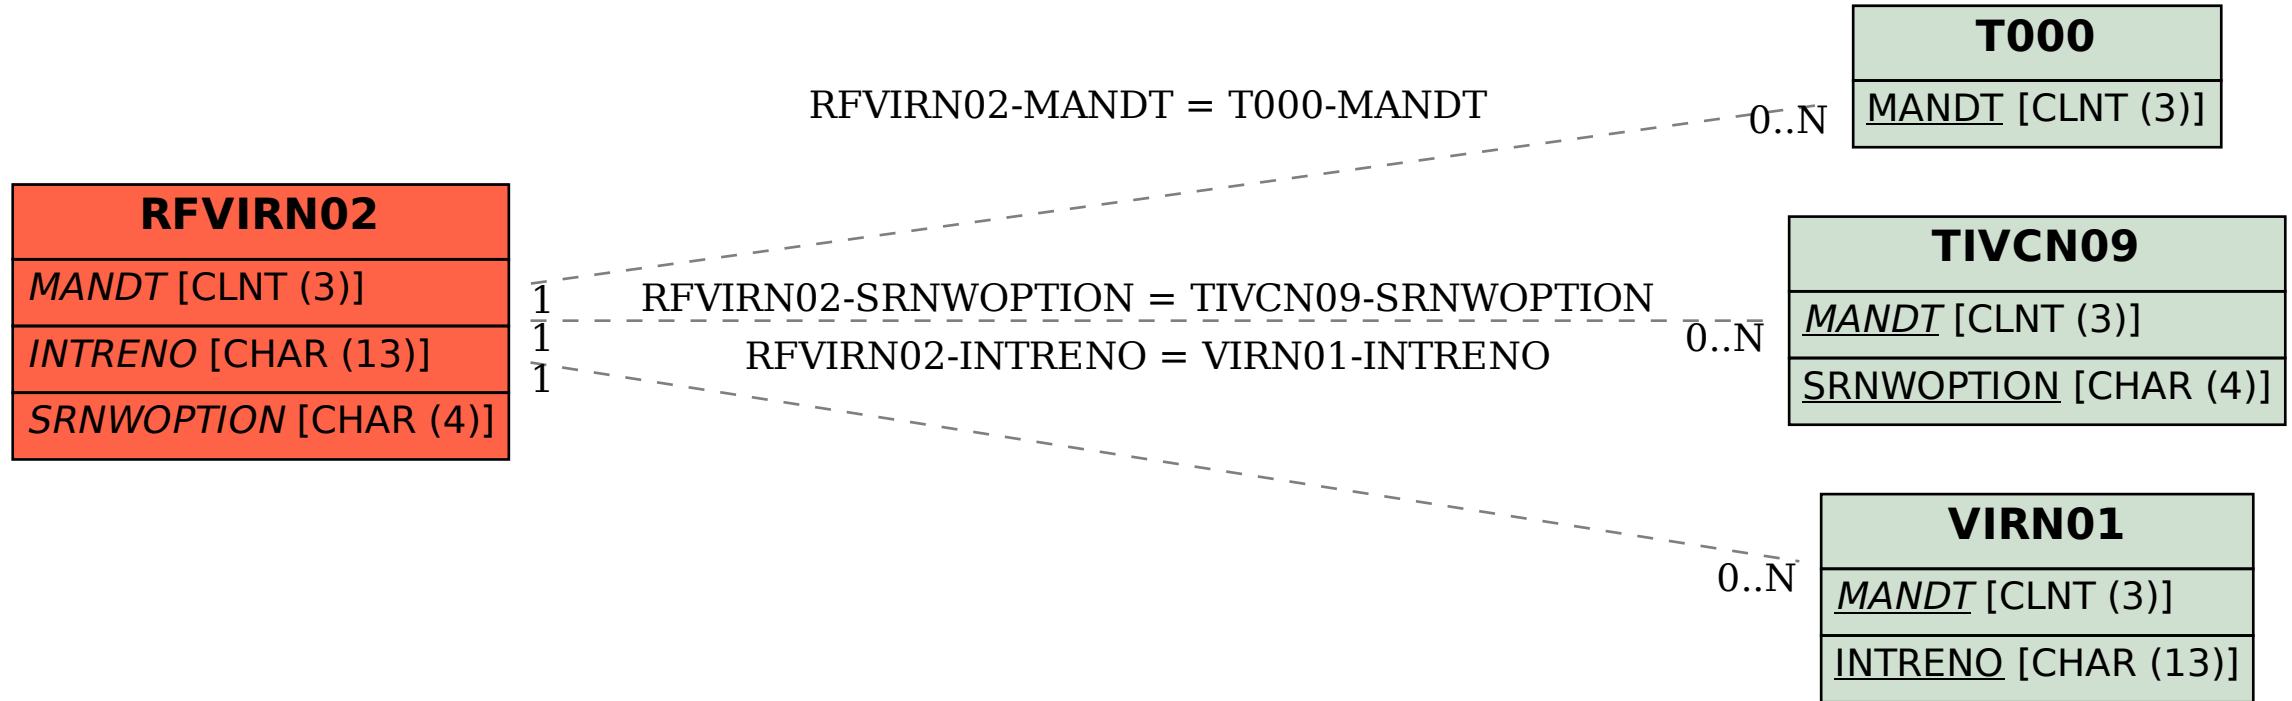 RFVIRN02
MANDT [CLNT (3)]
INTRENO [CHAR (13)]
SRNWOPTION [CHAR (4)]
RFVIRN02-MANDT = T000-MANDT
1
0..N
RFVIRN02-SRNWOPTION = TIVCN09-SRNWOPTION
1
0..N
RFVIRN02-INTRENO = VIRN01-INTRENO
1
0..N
T000
MANDT [CLNT (3)]
TIVCN09
MANDT [CLNT (3)]
SRNWOPTION [CHAR (4)]
VIRN01
MANDT [CLNT (3)]
INTRENO [CHAR (13)]